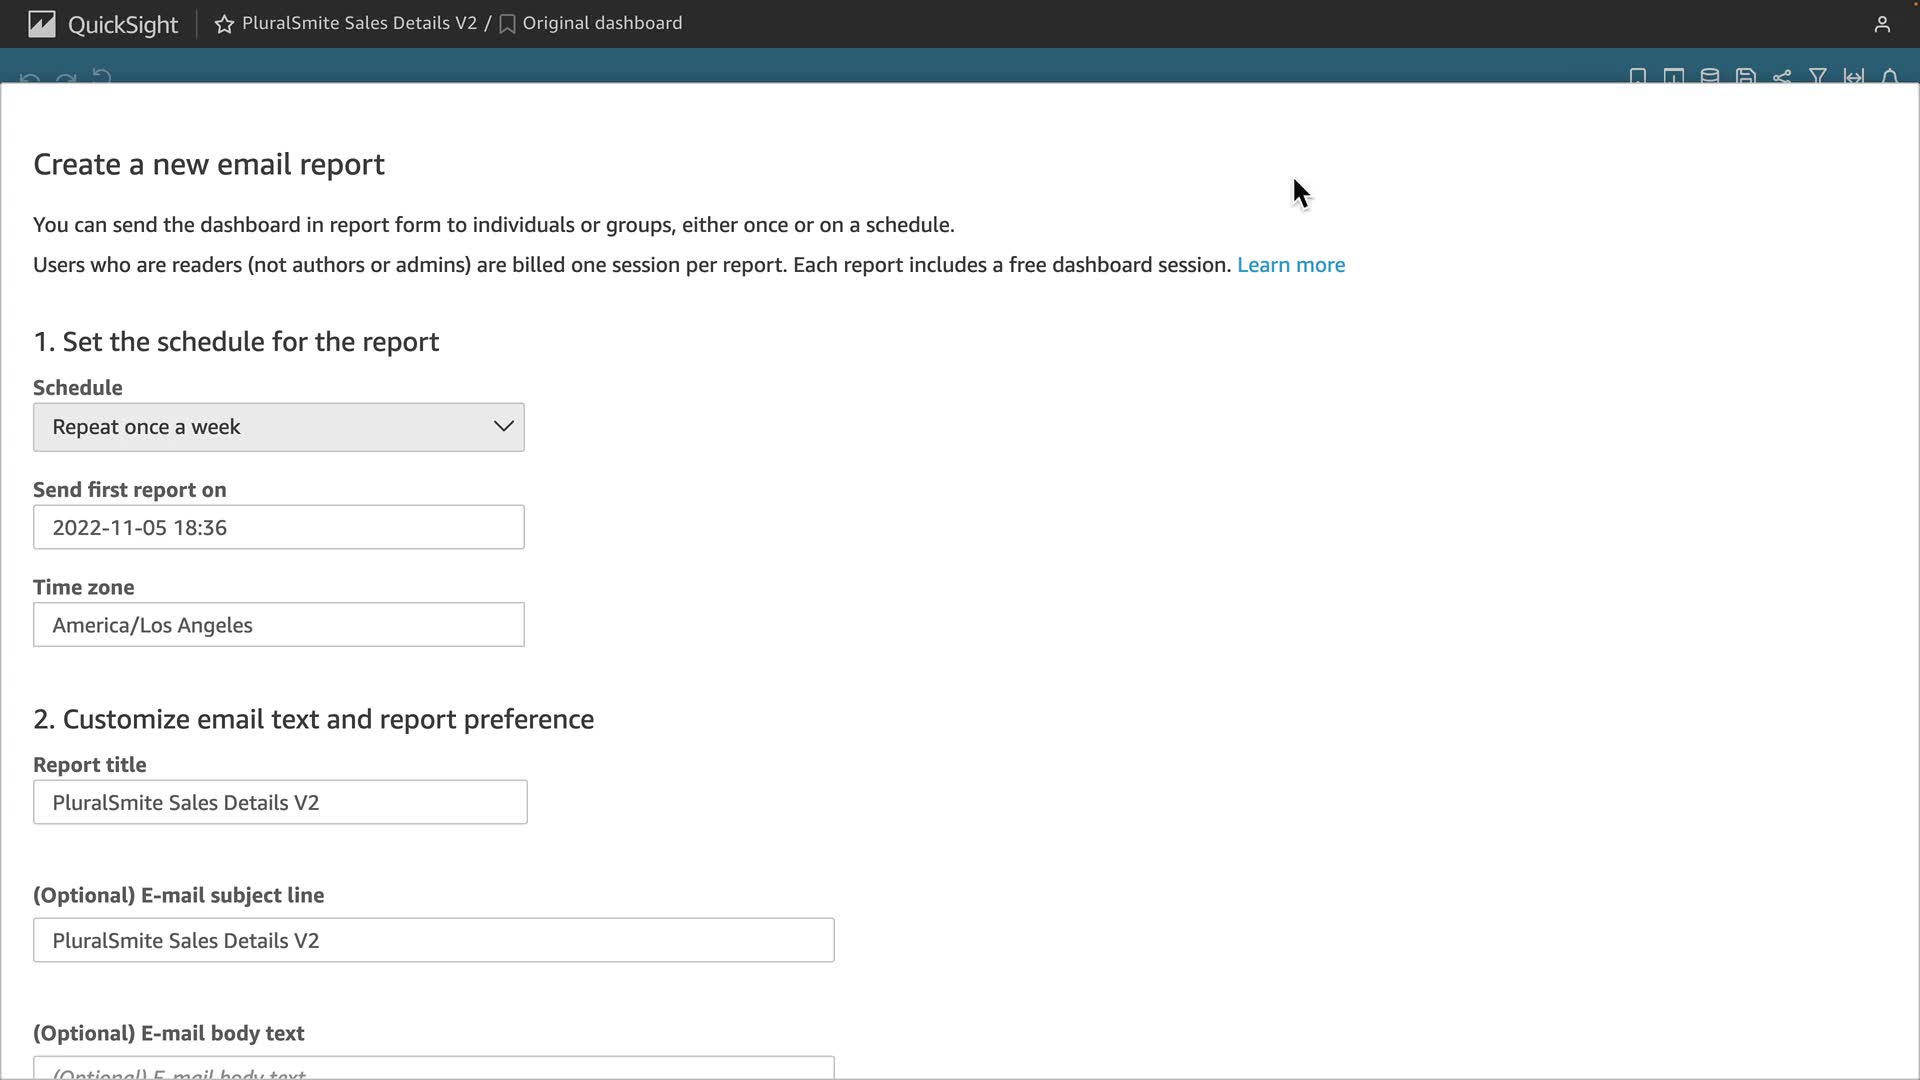 QuickSight
PluralSmite Sales Details V2 / Original dashboard
Create a new email report
You can send the dashboard in report form to individuals or groups, either once or on a schedule.
Users who are readers (not authors or admins) are billed one session per report. Each report includes a free dashboard session. Learn more
1. Set the schedule for the report
Schedule
Repeat once a week
Send first report on
2022-11-05 18:36
Time zone
America/Los Angeles
2. Customize email text and report preference
Report title
PluralSmite Sales Details V2
(Optional) E-mail subject line
PluralSmite Sales Details V2
(Optional) E-mail body text
(Optional) E-mail body text